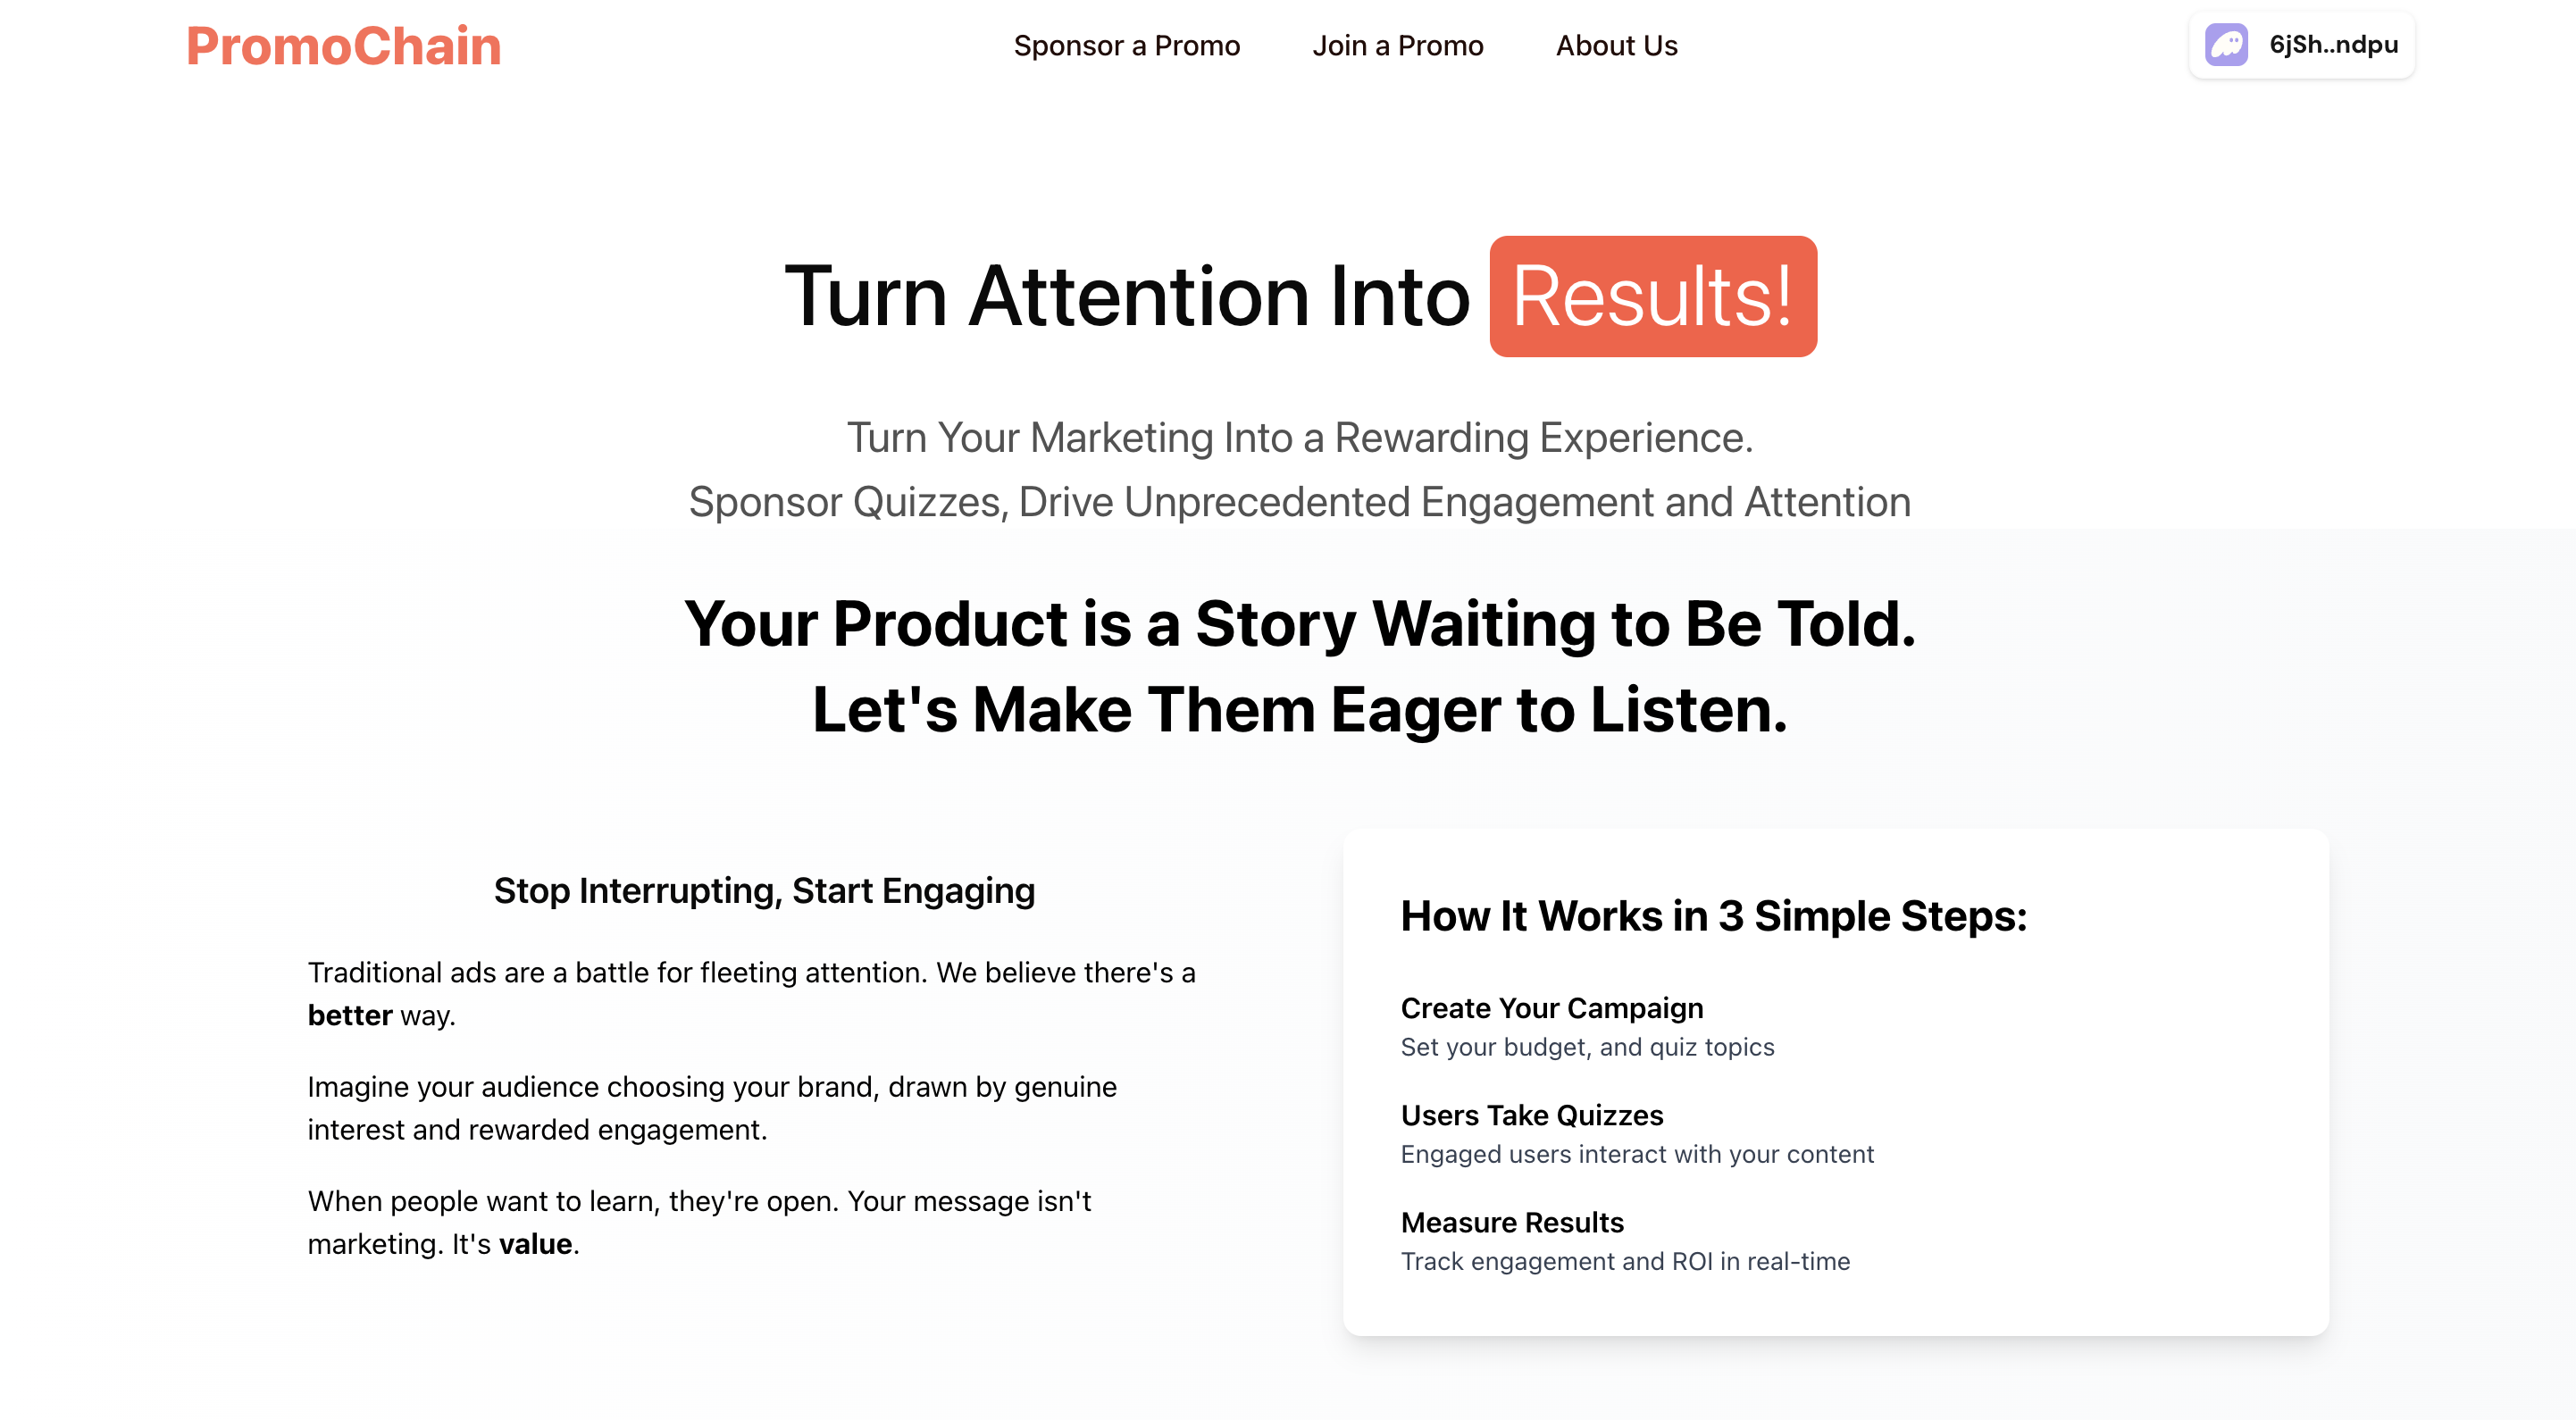 PromoChain
Sponsor a Promo
Join a Promo
About Us
6jSh..ndpu
Turn Attention Into Results!
Turn Your Marketing Into a Rewarding Experience.
Sponsor Quizzes, Drive Unprecedented Engagement and Attention
Your Product is a Story Waiting to Be Told.
Let's Make Them Eager to Listen.
Stop Interrupting, Start Engaging
Traditional ads are a battle for fleeting attention. We believe there's a
better way.
Imagine your audience choosing your brand, drawn by genuine
interest and rewarded engagement.
When people want to learn, they're open. Your message isn't
marketing. It's value.
How It Works in 3 Simple Steps:
Create Your Campaign
Set your budget, and quiz topics
Users Take Quizzes
Engaged users interact with your content
Measure Results
Track engagement and ROI in real-time